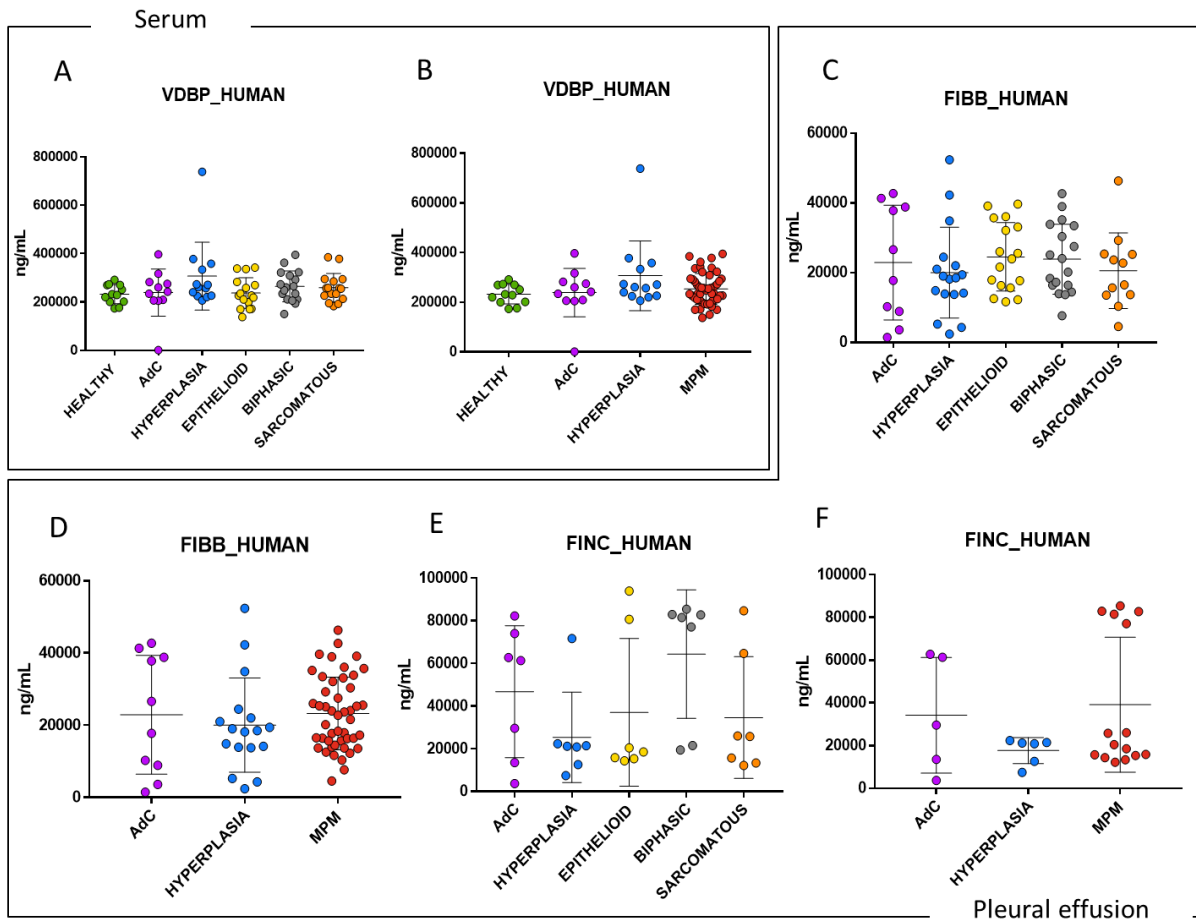 Serum
A
VDBP_HUMAN
ng/mL
800000
600000
400000
200000
0
HEALTHY
AdC
HYPERPLASIA
EPITHELIOID
BIPHASIC
SARCOMATOUS
B
VDBP_HUMAN
ng/mL
800000
600000
400000
200000
0
HEALTHY
AdC
HYPERPLASIA
MPM
C
FIBB_HUMAN
ng/mL
60000
40000
20000
0
AdC
HYPERPLASIA
EPITHELIOID
BIPHASIC
SARCOMATOUS
D
FIBB_HUMAN
ng/mL
60000
40000
20000
0
AdC
HYPERPLASIA
MPM
E
FINC_HUMAN
ng/mL
100000
80000
60000
40000
20000
0
AdC
HYPERPLASIA
EPITHELIOID
BIPHASIC
SARCOMATOUS
F
FINC_HUMAN
ng/mL
100000
80000
60000
40000
20000
0
AdC
HYPERPLASIA
MPM
Pleural effusion